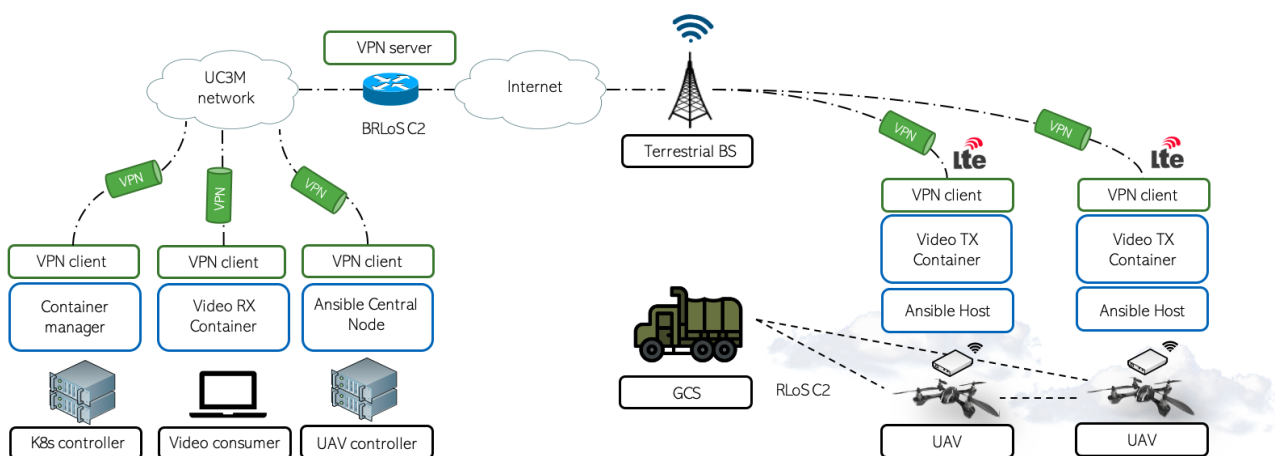 VPN server
UC3M
network
Internet
BRLoS C2
Terrestrial BS
VPN
VPN
Lte
Lte
VPN
VPN
VPN
VPN client
VPN client
Video TX
Container
Video TX
Container
VPN client
VPN client
VPN client
Container
manager
Video RX
Container
Ansible Central
Node
Ansible Host
Ansible Host
GCS
RLoS C2
K8s controller
Video consumer
UAV controller
UAV
UAV